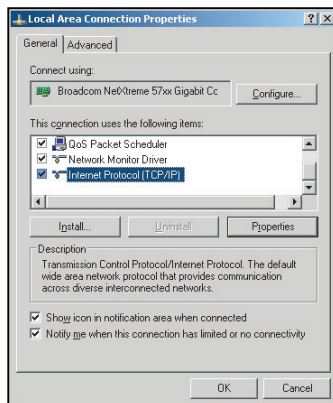 Local Area Connection Properties
General Advanced
Connect using:
Broadcom NetXtreme 57xx Gigabit Cc
Configure...
This connection uses the following items:
QoS Packet Scheduler
Network Monitor Driver
Internet Protocol (TCP/IP)
Install... Uninstall Properties
Description
Transmission Control Protocol/Internet Protocol. The default
wide area network protocol that provides communication
across diverse interconnected networks.
Show icon in notification area when connected
Notify me when this connection has limited or no connectivity
OK Cancel